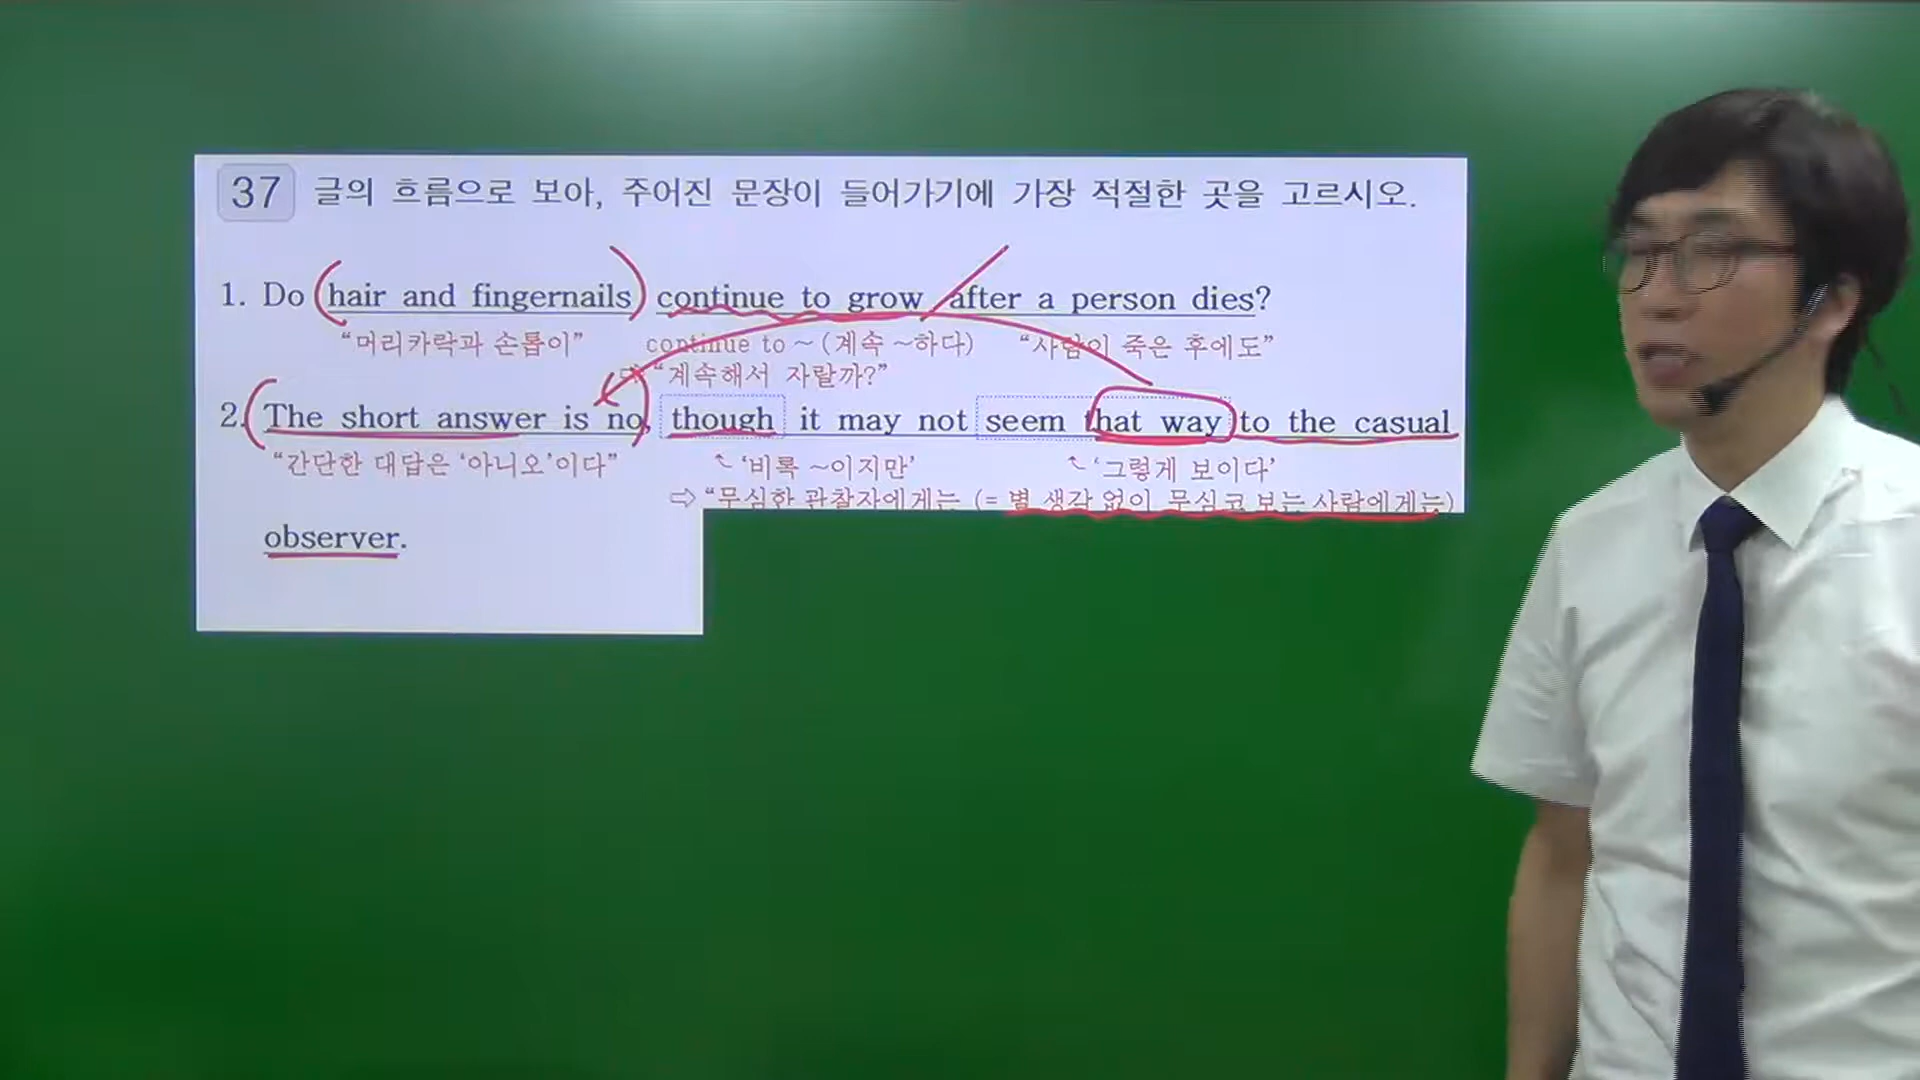 37 글의 흐름으로 보아, 주어진 문장이 들어가기에 가장 적절한 곳을 고르시오.
1. Do hair and fingernails continue to grow after a person dies?
“머리카락과 손톱이” continue to ~ (계속 ~하다) “사람이 죽은 후에도”
“계속해서 자랄까?”
2. The short answer is no, though it may not seem that way to the casual
“간단한 대답은 ‘아니오’이다” ‘비록 ~이지만’ ‘그렇게 보이다’
⇨ “무심한 관찰자에게는 (= 별 생각 없이 무심코 보는 사람에게는)
observer.